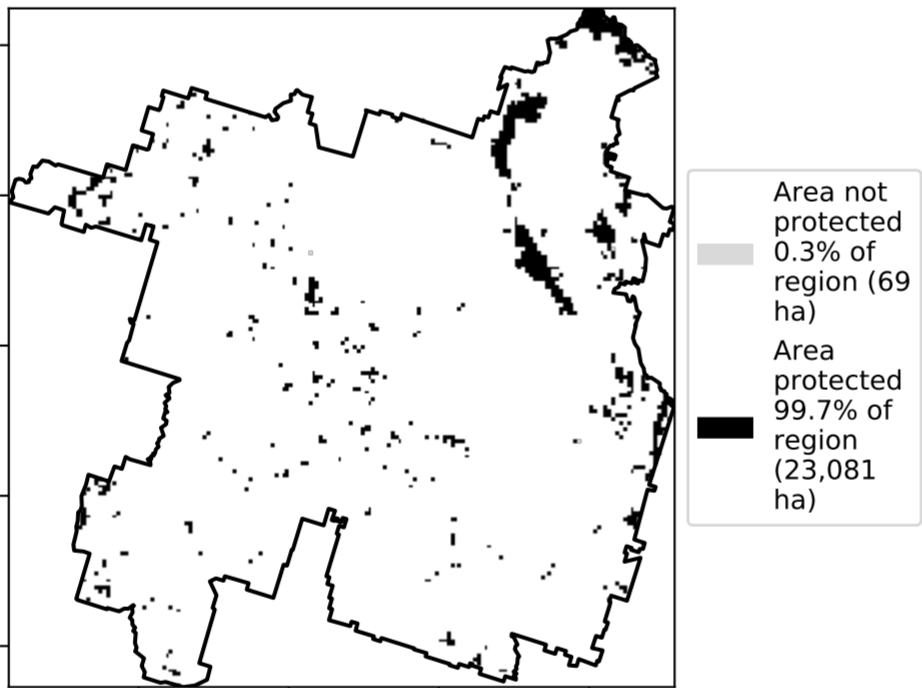 Area not
protected
0.3% of
region (69
ha)
Area
protected
99.7% of
region
(23,081
ha)